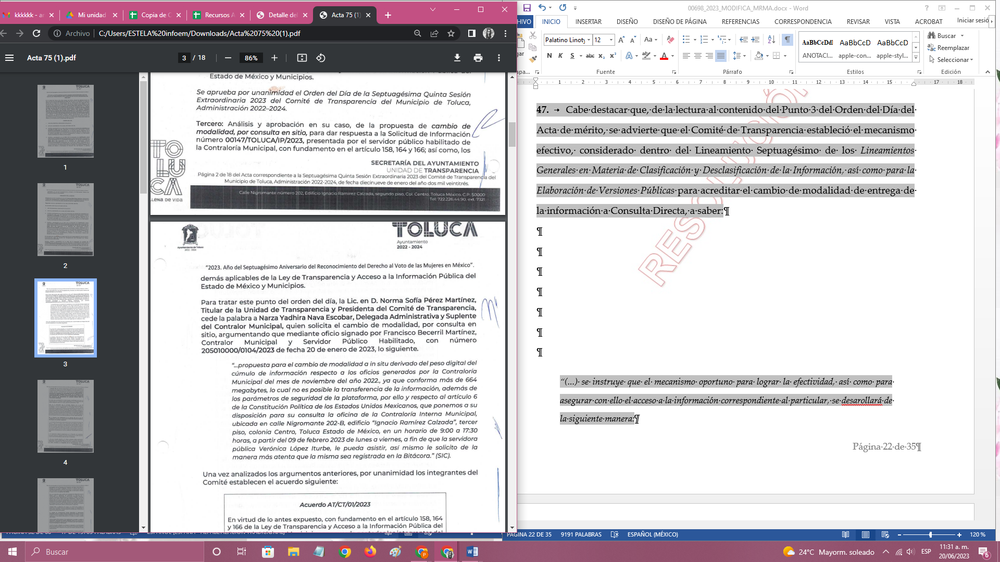 kkkkkk - a
Mi unidad
Copia de C
Recursos A
Detalle del
Acta 75 (1)
Archivo
C:/Users/ESTELA%20infoem/Downloads/Acta%2075%20(1).pdf
Acta 75 (1).pdf
3 / 18
86%
1
2
3
4
Estado de México y Municipios.
Se aprueba por unanimidad el Orden del Día de la Septuagésima Quinta Sesión
Extraordinaria 2023 del Comité de Transparencia del Municipio de Toluca,
Administración 2022–2024.
Tercero: Análisis y aprobación en su caso, de la propuesta de cambio de
modalidad, por consulta en sitio, para dar respuesta a la Solicitud de Información
número 00147/TOLUCA/IP/2023, presentada por el servidor público habilitado de
la Contraloría Municipal, con fundamento en el artículo 158, 164 y 166; así como, los
TO
LU
CA
LLENA DE VIDA
SECRETARÍA DEL AYUNTAMIENTO
UNIDAD DE TRANSPARENCIA
Página 2 de 18 del Acta correspondiente a la Septuagésima Quinta Sesión Extraordinaria 2023 del Comité de Transparencia del
Municipio de Toluca, Administración 2022-2024, de fecha diecinueve de enero del año dos mil veintitrés.
Calle Nigromante número 202, Edificio Ignacio Ramírez Calzada, segundo piso, Col. Centro, Toluca México, C.P. 50000
Tel: 722.226.44.90. ext. 7321
Ayuntamiento de Toluca
2022 - 2024
TOLUCA
Ayuntamiento
2022 - 2024
"2023. Año del Septuagésimo Aniversario del Reconocimiento del Derecho al Voto de las Mujeres en México".
demás aplicables de la Ley de Transparencia y Acceso a la Información Pública del
Estado de México y Municipios.
Para tratar este punto del orden del día, la Lic. en D. Norma Sofía Pérez Martínez,
Titular de la Unidad de Transparencia y Presidenta del Comité de Transparencia,
cede la palabra a Narza Yadhira Nava Escobar, Delegada Administrativa y Suplente
del Contralor Municipal, quien solicita el cambio de modalidad, por consulta en
sitio, argumentando que mediante oficio signado por Francisco Becerril Martínez,
Contralor Municipal y Servidor Público Habilitado, con número
205010000/0104/2023 de fecha 20 de enero de 2023, lo siguiente.
"...propuesta para el cambio de modalidad a in situ derivado del peso digital del
cúmulo de información respecto a los oficios generados por la Contraloría
Municipal del mes de noviembre del año 2022., ya que conforma más de 664
megabytes, lo cual no es posible la transferencia de la información, además de
los parámetros de seguridad de la plataforma, por ello y respecto al artículo 6
de la Constitución Política de los Estados Unidos Mexicanos, que ponemos a su
disposición para su consulta la oficina de la Contraloría Interna Municipal,
ubicada en calle Nigromante 202-B, edificio "Ignacio Ramírez Calzada", tercer
piso, colonia Centro, Toluca Estado de México, en un horario de 9:00 a 17:30
horas, a partir del 09 de febrero 2023 de lunes a viernes, a fin de que la servidora
pública Verónica López Iturbe, le pueda asistir, así mismo le solicito de la
manera más atenta que la misma sea registrada en la Bitácora." (SIC).
Una vez analizados los argumentos anteriores, por unanimidad los integrantes del
Comité establecen el acuerdo siguiente:
Acuerdo AT/CT/01/2023
En virtud de lo antes expuesto, con fundamento en el artículo 158, 164
y 166 de la Ley de Transparencia y Acceso a la Información Pública del
00698_2023_MODIFICA_MRMA.docx - Word
HIVO INICIO INSERTAR DISEÑO DISEÑO DE PÁGINA REFERENCIAS CORRESPONDENCIA REVISAR VISTA ACROBAT Iniciar sesió
Palatino Linoty 12
N K S abc
AaBbCcDdI AaBbCcD AaBbCcD
ANOTACI... apple-con... apple-styl...
Buscar
Reemplazar
Seleccionar
gar
apa... Fuente Párrafo Estilos Edición
1 2 3 4 5 6 7 8 9 10 11 12 13 14 15 17 18
47. → Cabe destacar que, de la lectura al contenido del Punto 3 del Orden del Día del
Acta de mérito, se advierte que el Comité de Transparencia estableció el mecanismo
efectivo, considerado dentro del Lineamiento Septuagésimo de los Lineamientos
Generales en Materia de Clasificación y Desclasificación de la Información, así como para la
Elaboración de Versiones Públicas para acreditar el cambio de modalidad de entrega de
la información a Consulta Directa, a saber:¶
¶
¶
¶
¶
¶
¶
¶
RESOLUCIÓN
"(...) se instruye que el mecanismo oportuno para lograr la efectividad, así como para
asegurar con ello el acceso a la información correspondiente al particular, se desarollará de
la siguiente manera:¶
Página 22 de 35¶
PÁGINA 22 DE 35 9191 PALABRAS ESPAÑOL (MÉXICO) 120 %
Buscar
24°C Mayorm. soleado
ESP
11:31 a. m.
20/06/2023
6